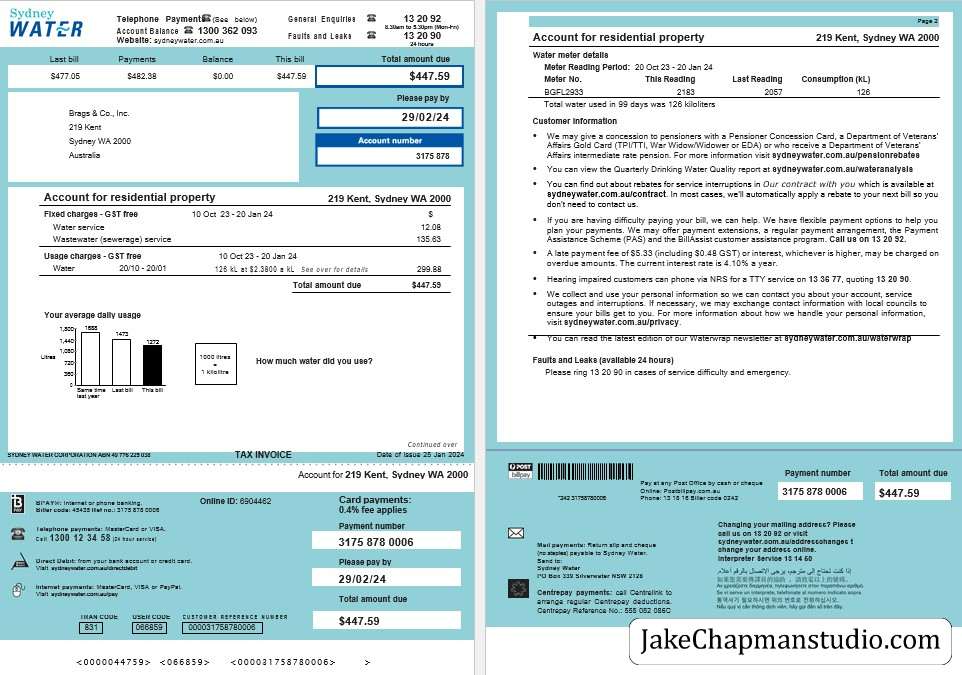 Sydney
WATER
Telephone Payments (See below)
Account Balance 1300 362 093
Website: sydneywater.com.au
General Enquiries 13 20 92
8.30am to 5.30pm (Mon-Fri)
Faults and Leaks 13 20 90
24 hours
Last bill Payments Balance This bill Total amount due
$477.05 $482.38 $0.00 $447.59 $447.59
Please pay by
29/02/24
Account number
3175 878
Brags & Co., Inc.
219 Kent
Sydney WA 2000
Australia
Account for residential property 219 Kent, Sydney WA 2000
Fixed charges - GST free 10 Oct 23 - 20 Jan 24 $
Water service 12.08
Wastewater (sewerage) service 135.63
Usage charges - GST free 10 Oct 23 - 20 Jan 24
Water 20/10 - 20/01 126 kL at $2.3800 a kL See over for details 299.88
Total amount due $447.59
Your average daily usage
Litres
1,800
1,440
1,080
720
360
0
1688
1473
1272
Same time last year
Last bill
This bill
1000 litres
=
1 kilolitre
How much water did you use?
Continued over
SYDNEY WATER CORPORATION ABN 49 776 225 038 TAX INVOICE Date of Issue 25 Jan 2024
Account for 219 Kent, Sydney WA 2000
BPAY®: Internet or phone banking.
Biller code: 45435 Ref no.: 3175 878 0006
Online ID: 6904462
Card payments:
0.4% fee applies
Telephone payments: MasterCard or VISA.
Call 1300 12 34 58 (24 hour service)
Payment number
3175 878 0006
Direct Debit: from your bank account or credit card.
Visit sydneywater.com.au/directdebit
Please pay by
29/02/24
Internet payments: MasterCard, VISA or PayPal.
Visit sydneywater.com.au/pay
Total amount due
$447.59
TRAN CODE USER CODE CUSTOMER REFERENCE NUMBER
831 066859 000031758780006
<0000044759> <066859> <000031758780006> >
Page 2
Account for residential property 219 Kent, Sydney WA 2000
Water meter details
Meter Reading Period: 20 Oct 23 - 20 Jan 24
Meter No. This Reading Last Reading Consumption (kL)
BGFL2933 2183 2057 126
Total water used in 99 days was 126 kiloliters
Customer Information
• We may give a concession to pensioners with a Pensioner Concession Card, a Department of Veterans'
Affairs Gold Card (TPI/TTI, War Widow/Widower or EDA) or who receive a Department of Veterans'
Affairs intermediate rate pension. For more information visit sydneywater.com.au/pensionrebates
• You can view the Quarterly Drinking Water Quality report at sydneywater.com.au/wateranalysis
• You can find out about rebates for service interruptions in Our contract with you which is available at
sydneywater.com.au/contract. In most cases, we'll automatically apply a rebate to your next bill so you
don't need to contact us.
• If you are having difficulty paying your bill, we can help. We have flexible payment options to help you
plan your payments. We may offer payment extensions, a regular payment arrangement, the Payment
Assistance Scheme (PAS) and the BillAssist customer assistance program. Call us on 13 20 92.
• A late payment fee of $5.33 (including $0.48 GST) or interest, whichever is higher, may be charged on
overdue amounts. The current interest rate is 4.10% a year.
• Hearing impaired customers can phone via NRS for a TTY service on 13 36 77, quoting 13 20 90.
• We collect and use your personal information so we can contact you about your account, service
outages and interruptions. If necessary, we may exchange contact information with local councils to
ensure your bills get to you. For more information about how we handle your personal information,
visit sydneywater.com.au/privacy.
• You can read the latest edition of our Waterwrap newsletter at sydneywater.com.au/waterwrap
Faults and Leaks (available 24 hours)
Please ring 13 20 90 in cases of service difficulty and emergency.
POST
billpay
*342 31758780006
Pay at any Post Office by cash or cheque
Online: Postbillpay.com.au
Phone: 13 18 16 Biller code 0342
Payment number Total amount due
3175 878 0006 $447.59
Mail payments: Return slip and cheque
(no staples) payable to Sydney Water.
Send to:
Sydney Water
PO Box 339 Silverwater NSW 2128
Centrepay payments: call Centrelink to
arrange regular Centrepay deductions.
Centrepay Reference No.: 555 052 086C
Changing your mailing address? Please
call us on 13 20 92 or visit
sydneywater.com.au/addresschanges t
change your address online.
Interpreter Service 13 14 50
JakeChapmanstudio.com